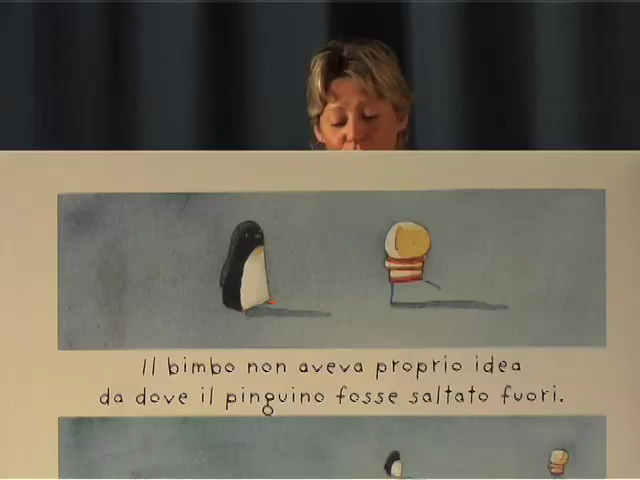 Il bimbo non aveva proprio idea
da dove il pinguino fosse saltato fuori.